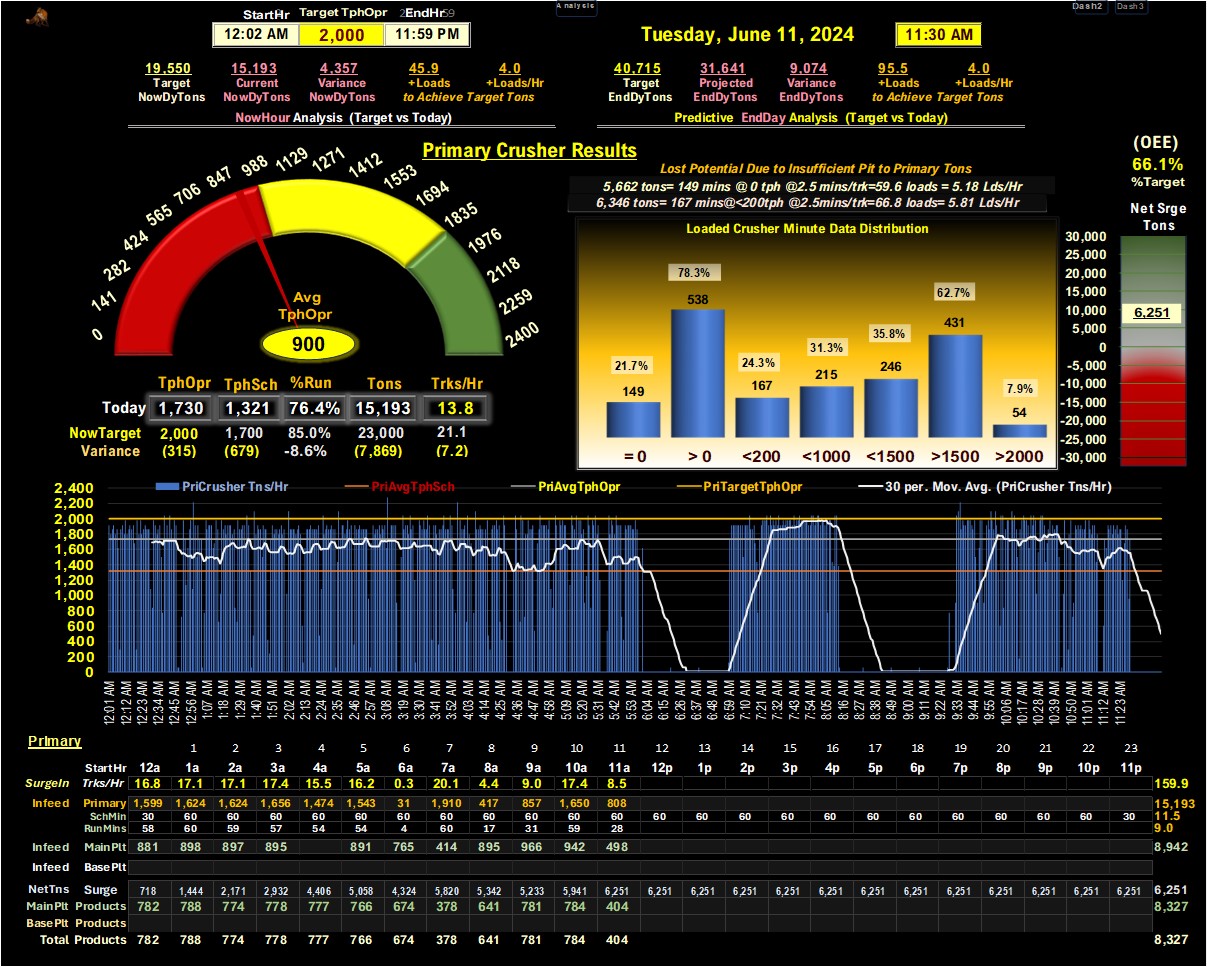 Analysis
Dash2 Dash3
StartHr Target TphOpr EndHr
12:02 AM 2,000 11:59 PM
Tuesday, June 11, 2024 11:30 AM
19,550 15,193 4,357 45.9 4.0
Target Current Variance +Loads +Loads/Hr
NowDyTons NowDyTons NowDyTons to Achieve Target Tons
NowHour Analysis (Target vs Today)
40,715 31,641 9,074 95.5 4.0
Target Projected Variance +Loads +Loads/Hr
EndDyTons EndDyTons EndDyTons to Achieve Target Tons
Predictive EndDay Analysis (Target vs Today)
Primary Crusher Results
0 141 282 424 565 706 847 988 1129 1271 1412 1553 1694 1835 1976 2118 2259 2400
Avg
TphOpr
900
TphOpr TphSch %Run Tons Trks/Hr
Today 1,730 1,321 76.4% 15,193 13.8
NowTarget 2,000 1,700 85.0% 23,000 21.1
Variance (315) (679) -8.6% (7,869) (7.2)
Lost Potential Due to Insufficient Pit to Primary Tons
5,662 tons= 149 mins @ 0 tph @2.5 mins/trk=59.6 loads = 5.18 Lds/Hr
6,346 tons= 167 mins@<200tph @2.5mins/trk=66.8 loads= 5.81 Lds/Hr
Loaded Crusher Minute Data Distribution
21.7% 78.3% 24.3% 31.3% 35.8% 62.7% 7.9%
149 538 167 215 246 431 54
= 0 > 0 <200 <1000 <1500 >1500 >2000
(OEE)
66.1%
%Target
Net Srge
Tons
30,000
25,000
20,000
15,000
10,000
5,000
0
-5,000
-10,000
-15,000
-20,000
-25,000
-30,000
6,251
PriCrusher Tns/Hr PriAvgTphSch PriAvgTphOpr PriTargetTphOpr 30 per. Mov. Avg. (PriCrusher Tns/Hr)
2,400
2,200
2,000
1,800
1,600
1,400
1,200
1,000
800
600
400
200
0
12:01 AM 12:12 AM 12:23 AM 12:34 AM 12:45 AM 12:56 AM 1:07 AM 1:18 AM 1:29 AM 1:40 AM 1:51 AM 2:02 AM 2:13 AM 2:24 AM 2:35 AM 2:46 AM 2:57 AM 3:08 AM 3:19 AM 3:30 AM 3:41 AM 3:52 AM 4:03 AM 4:14 AM 4:25 AM 4:36 AM 4:47 AM 4:58 AM 5:09 AM 5:20 AM 5:31 AM 5:42 AM 5:53 AM 6:04 AM 6:15 AM 6:26 AM 6:37 AM 6:48 AM 6:59 AM 7:10 AM 7:21 AM 7:32 AM 7:43 AM 7:54 AM 8:05 AM 8:16 AM 8:27 AM 8:38 AM 8:49 AM 9:00 AM 9:11 AM 9:22 AM 9:33 AM 9:44 AM 9:55 AM 10:06 AM 10:17 AM 10:28 AM 10:39 AM 10:50 AM 11:01 AM 11:12 AM 11:23 AM
Primary
1 2 3 4 5 6 7 8 9 10 11 12 13 14 15 16 17 18 19 20 21 22 23
StartHr 12a 1a 2a 3a 4a 5a 6a 7a 8a 9a 10a 11a 12p 1p 2p 3p 4p 5p 6p 7p 8p 9p 10p 11p
SurgeIn Trks/Hr 16.8 17.1 17.1 17.4 15.5 16.2 0.3 20.1 4.4 9.0 17.4 8.5 159.9
Infeed Primary 1,599 1,624 1,624 1,656 1,474 1,543 31 1,910 417 857 1,650 808 15,193
SchMin 30 60 60 60 60 60 60 60 60 60 60 60 60 60 60 60 60 60 60 60 60 60 60 30 11.5
RunMins 58 60 59 57 54 54 4 60 17 31 59 28 9.0
Infeed MainPlt 881 898 897 895 891 765 414 895 966 942 498 8,942
Infeed BasePlt
NetTns Surge 718 1,444 2,171 2,932 4,406 5,058 4,324 5,820 5,342 5,233 5,941 6,251 6,251 6,251 6,251 6,251 6,251 6,251 6,251 6,251 6,251 6,251 6,251 6,251 6,251
MainPlt Products 782 788 774 778 777 766 674 378 641 781 784 404 8,327
BasePlt Products
Total Products 782 788 774 778 777 766 674 378 641 781 784 404 8,327